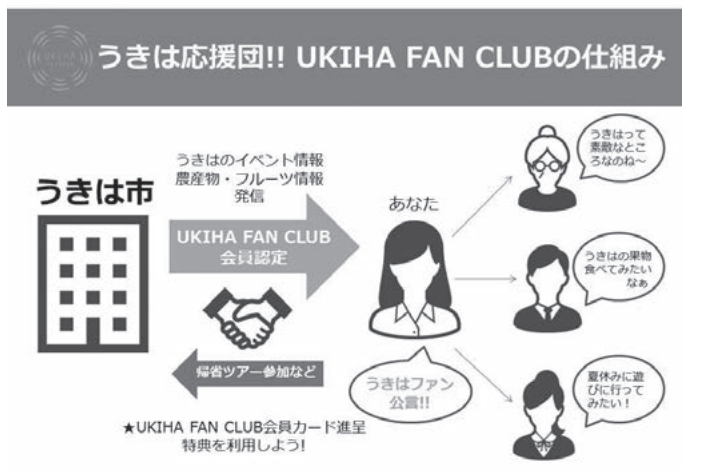 うきは応援団!! UKIHA FAN CLUBの仕組み
うきは市
うきはのイベント情報
農産物・フルーツ情報
発信
UKIHA FAN CLUB
会員認定
帰省ツアー参加など
★UKIHA FAN CLUB会員カード進呈
特典を利用しよう!
あなた
うきはファン
公言!!
うきはって
素敵なとこ
ろなのね～
うきはの果物
食べてみたい
なぁ
夏休みに遊
びに行って
みたい！